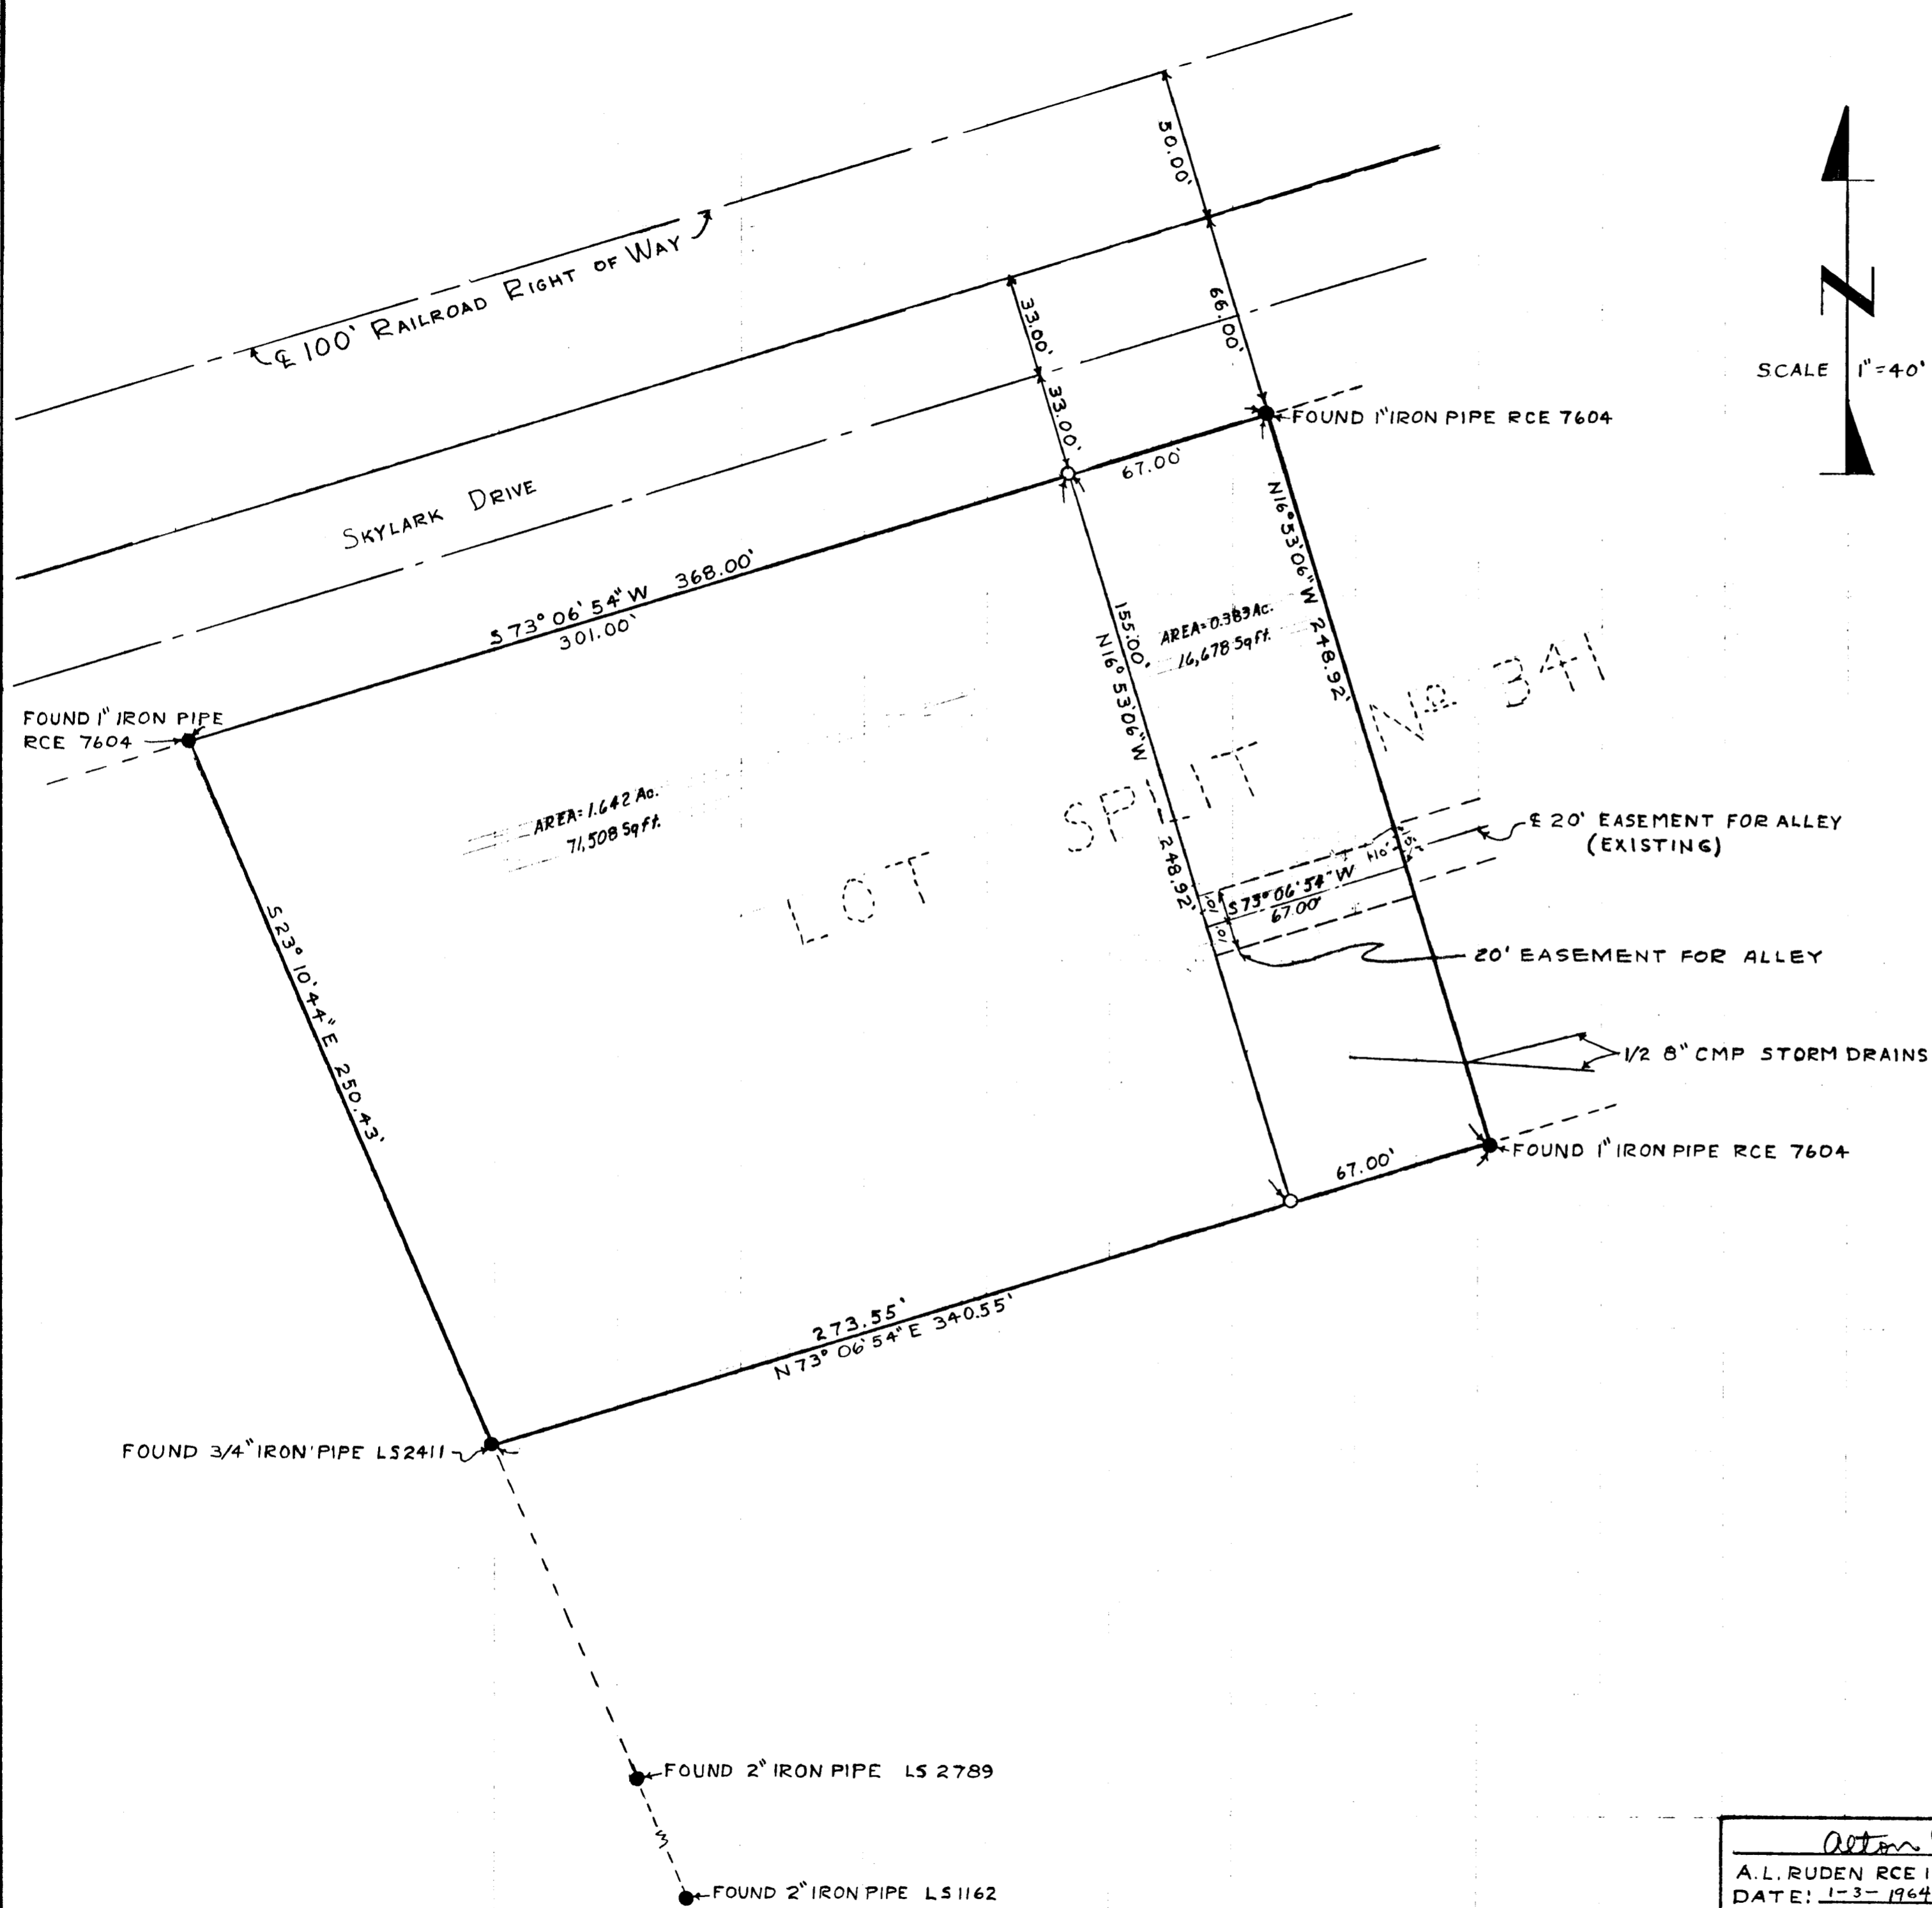 50.00'
℄ 100' RAILROAD RIGHT OF WAY
33.00'
66.00'
33.00'
N
SCALE 1"=40'
FOUND 1" IRON PIPE RCE 7604
67.00'
SKYLARK DRIVE
S 73° 06' 54" W 368.00'
301.00'
N16° 53'06" W 248.92'
155.00'
N16° 53'06" W 248.92'
AREA=0.383 Ac.
16,678 Sq ft.
FOUND 1" IRON PIPE
RCE 7604
AREA=1.642 Ac.
71,508 Sq ft.
LOT SPLIT No 341
℄ 20' EASEMENT FOR ALLEY
(EXISTING)
10'
10'
10'
S 73° 06' 54" W
67.00'
10'
20' EASEMENT FOR ALLEY
S 23° 10' 44" E 250.43'
1/2 8" CMP STORM DRAINS
FOUND 1" IRON PIPE RCE 7604
67.00'
273.55'
N 73° 06' 54" E 340.55'
FOUND 3/4" IRON PIPE LS2411
FOUND 2" IRON PIPE LS 2789
FOUND 2" IRON PIPE LS 1162
Alton
A.L. RUDEN RCE 1
DATE: 1-3-1964